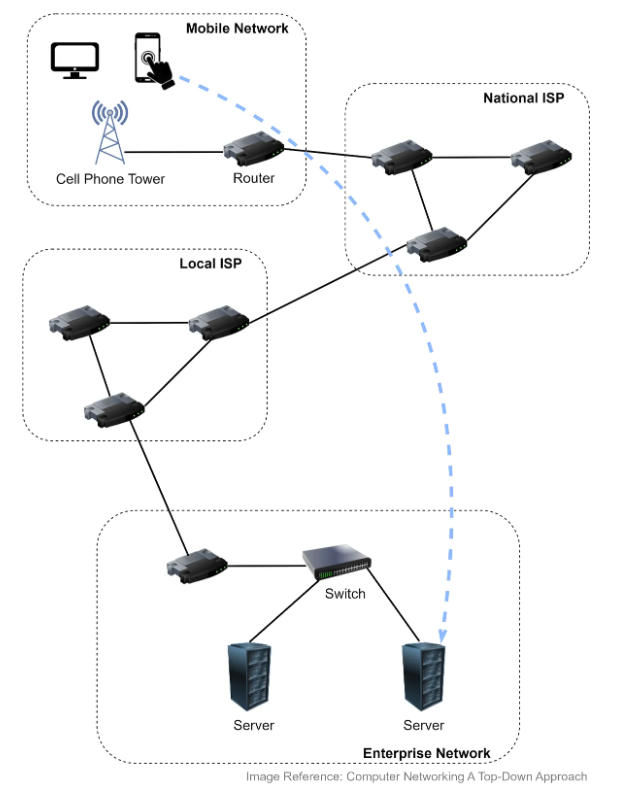 Mobile Network
National ISP
Cell Phone Tower
Router
Local ISP
Switch
Server
Server
Enterprise Network
Image Reference: Computer Networking A Top-Down Approach